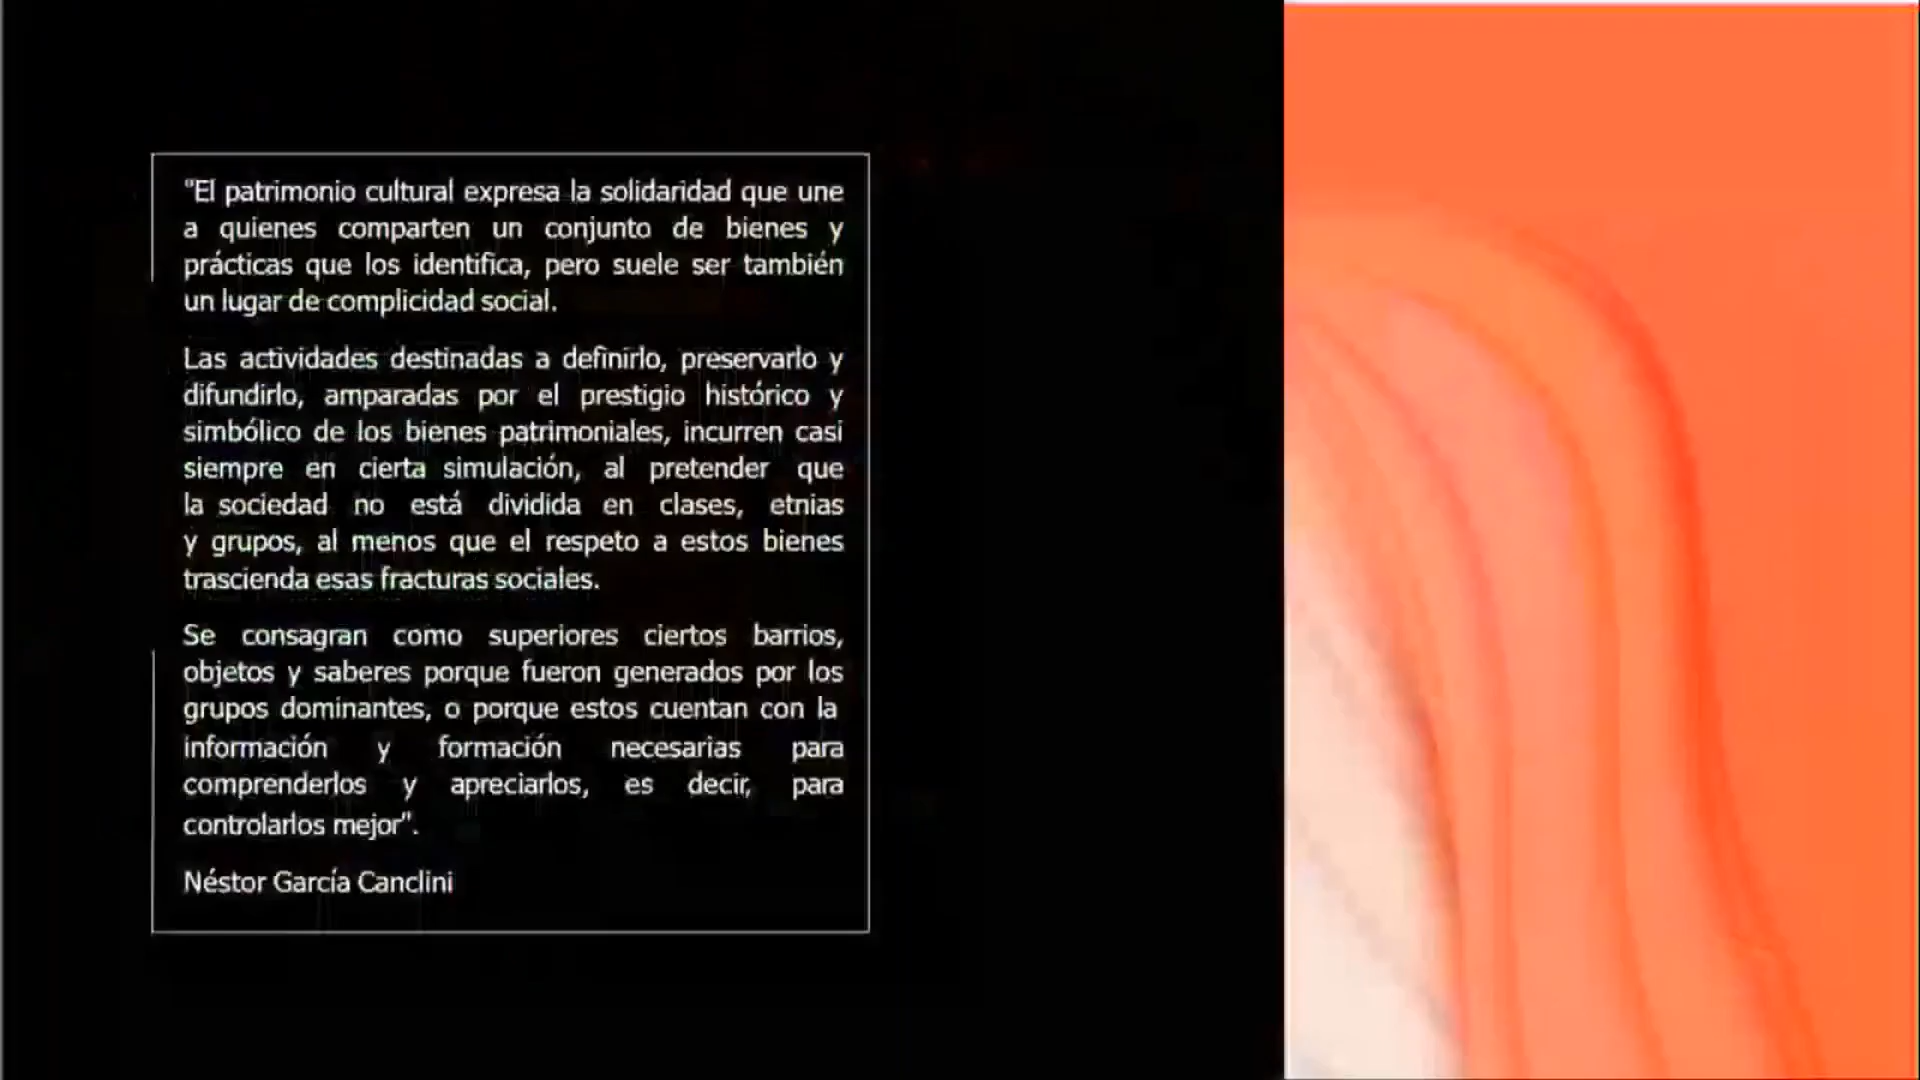 "El patrimonio cultural expresa la solidaridad que une
a quienes comparten un conjunto de bienes y
prácticas que los identifica, pero suele ser también
un lugar de complicidad social.
Las actividades destinadas a definirlo, preservarlo y
difundirlo, amparadas por el prestigio histórico y
simbólico de los bienes patrimoniales, incurren casi
siempre en cierta simulación, al pretender que
la sociedad no está dividida en clases, etnias
y grupos, al menos que el respeto a estos bienes
trascienda esas fracturas sociales.
Se consagran como superiores ciertos barrios,
objetos y saberes porque fueron generados por los
grupos dominantes, o porque estos cuentan con la
información y formación necesarias para
comprenderlos y apreciarlos, es decir, para
controlarlos mejor".
Néstor García Canclini